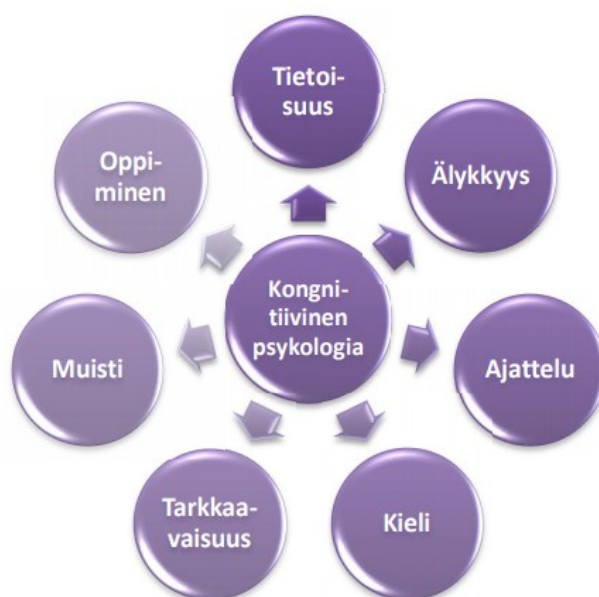 Tietoi-
suus
Älykkyys
Ajattelu
Kieli
Tarkkaa-
vaisuus
Muisti
Oppi-
minen
Kongni-
tiivinen
psykologia